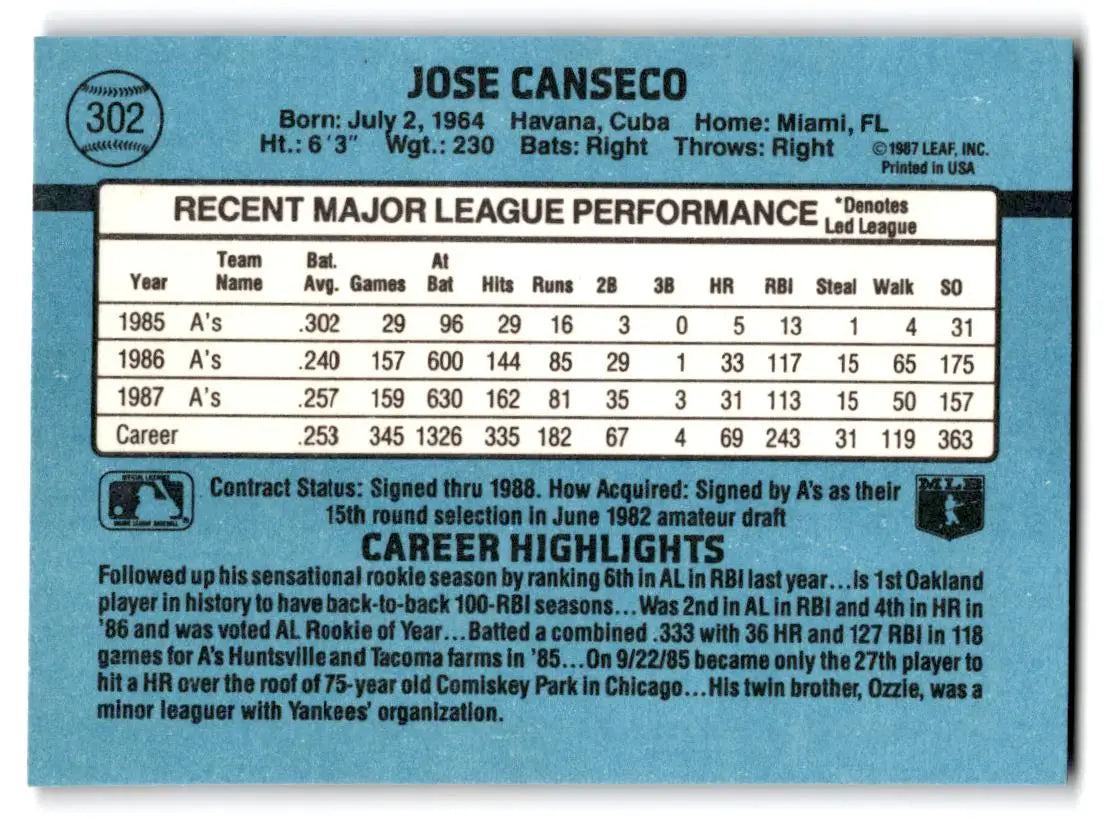 302
JOSE CANSECO
Born: July 2, 1964 Havana, Cuba Home: Miami, FL
Ht.: 6'3" Wgt.: 230 Bats: Right Throws: Right
©1987 LEAF, INC.
Printed in USA
RECENT MAJOR LEAGUE PERFORMANCE *Denotes Led League
Year Team Name Bat. Avg. Games At Bat Hits Runs 2B 3B HR RBI Steal Walk SO
1985 A's .302 29 96 29 16 3 0 5 13 1 4 31
1986 A's .240 157 600 144 85 29 1 33 117 15 65 175
1987 A's .257 159 630 162 81 35 3 31 113 15 50 157
Career .253 345 1326 335 182 67 4 69 243 31 119 363
Contract Status: Signed thru 1988. How Acquired: Signed by A's as their
15th round selection in June 1982 amateur draft
MLB
CAREER HIGHLIGHTS
Followed up his sensational rookie season by ranking 6th in AL in RBI last year...Is 1st Oakland
player in history to have back-to-back 100-RBI seasons...Was 2nd in AL in RBI and 4th in HR in
'86 and was voted AL Rookie of Year...Batted a combined .333 with 36 HR and 127 RBI in 118
games for A's Huntsville and Tacoma farms in '85...On 9/22/85 became only the 27th player to
hit a HR over the roof of 75-year old Comiskey Park in Chicago...His twin brother, Ozzie, was a
minor leaguer with Yankees' organization.